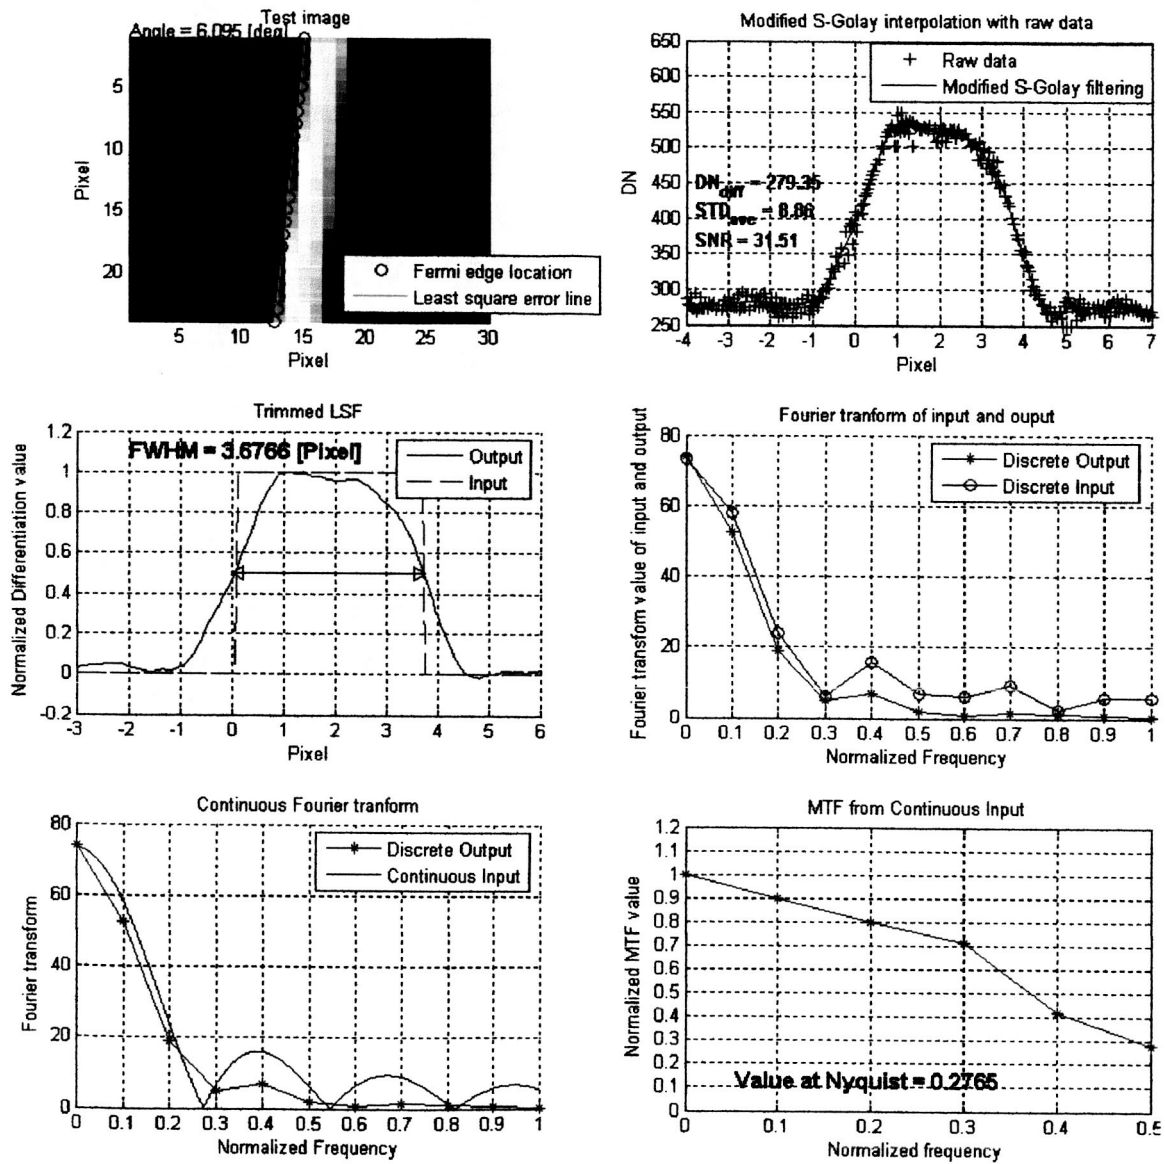 Test image
Angle = 6.095 [deg]
5
10
15
20
Pixel
Fermi edge location
Least square error line
5
10
15
20
25
30
Pixel
Modified S-Golay interpolation with raw data
650
600
550
500
450
400
350
300
250
DN
Raw data
Modified S-Golay filtering
DN_diff = 279.35
STD_ave = 8.86
SNR = 31.51
-4 -3 -2 -1 0 1 2 3 4 5 6 7
Pixel
Trimmed LSF
1.2
1
0.8
0.6
0.4
0.2
0
-0.2
Normalized Differentiation value
FWHM = 3.6766 [Pixel]
Output
Input
-3 -2 -1 0 1 2 3 4 5 6
Pixel
Fourier tranform of input and ouput
80
60
40
20
0
Fourier transform value of input and output
Discrete Output
Discrete Input
0 0.1 0.2 0.3 0.4 0.5 0.6 0.7 0.8 0.9 1
Normalized Frequency
Continuous Fourier tranform
80
60
40
20
0
Fourier transform
Discrete Output
Continuous Input
0 0.1 0.2 0.3 0.4 0.5 0.6 0.7 0.8 0.9 1
Normalized Frequency
MTF from Continuous Input
1.2
1.1
1
0.9
0.8
0.7
0.6
0.5
0.4
0.3
0.2
0.1
0
Normalized MTF value
Value at Nyquist = 0.2765
0 0.1 0.2 0.3 0.4 0.5
Normalized frequency